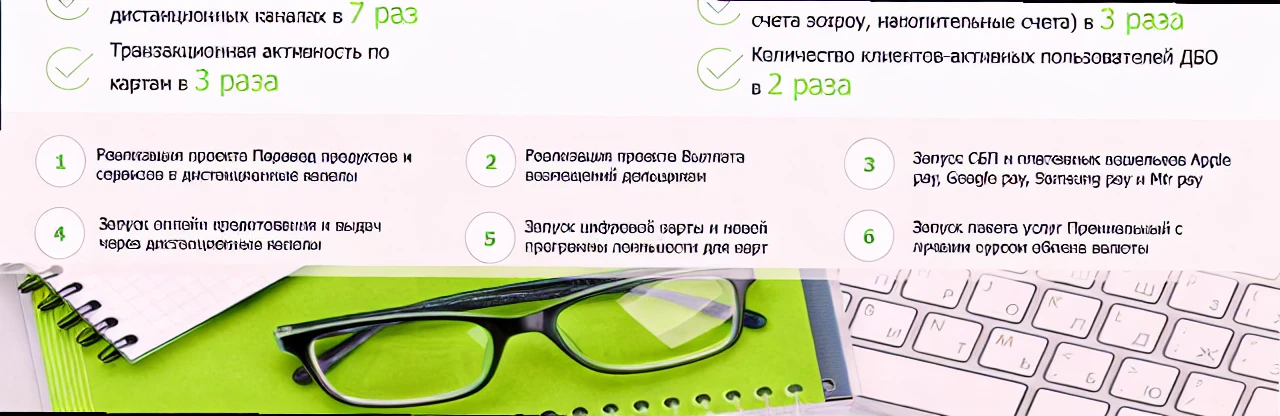 дистанционных каналах в 7 раз
Транзакционная активность по
картам в 3 раза
счета эскроу, накопительные счета) в 3 раза
Количество клиентов-активных пользователей ДБО
в 2 раза
1
Реализация проекта Перевод продуктов и
сервисов в дистанционные каналы
2
Реализация проекта Выплата
возмещений дольщикам
3
Запуск СБП и платежных кошельков Apple
pay, Google pay, Samsung pay и Mir pay
4
Запуск онлайн кредитования и выдач
через дистанционные каналы
5
Запуск цифровой карты и новой
программы лояльности для карт
6
Запуск пакета услуг Премиальный с
лучшим курсом обмена валюты